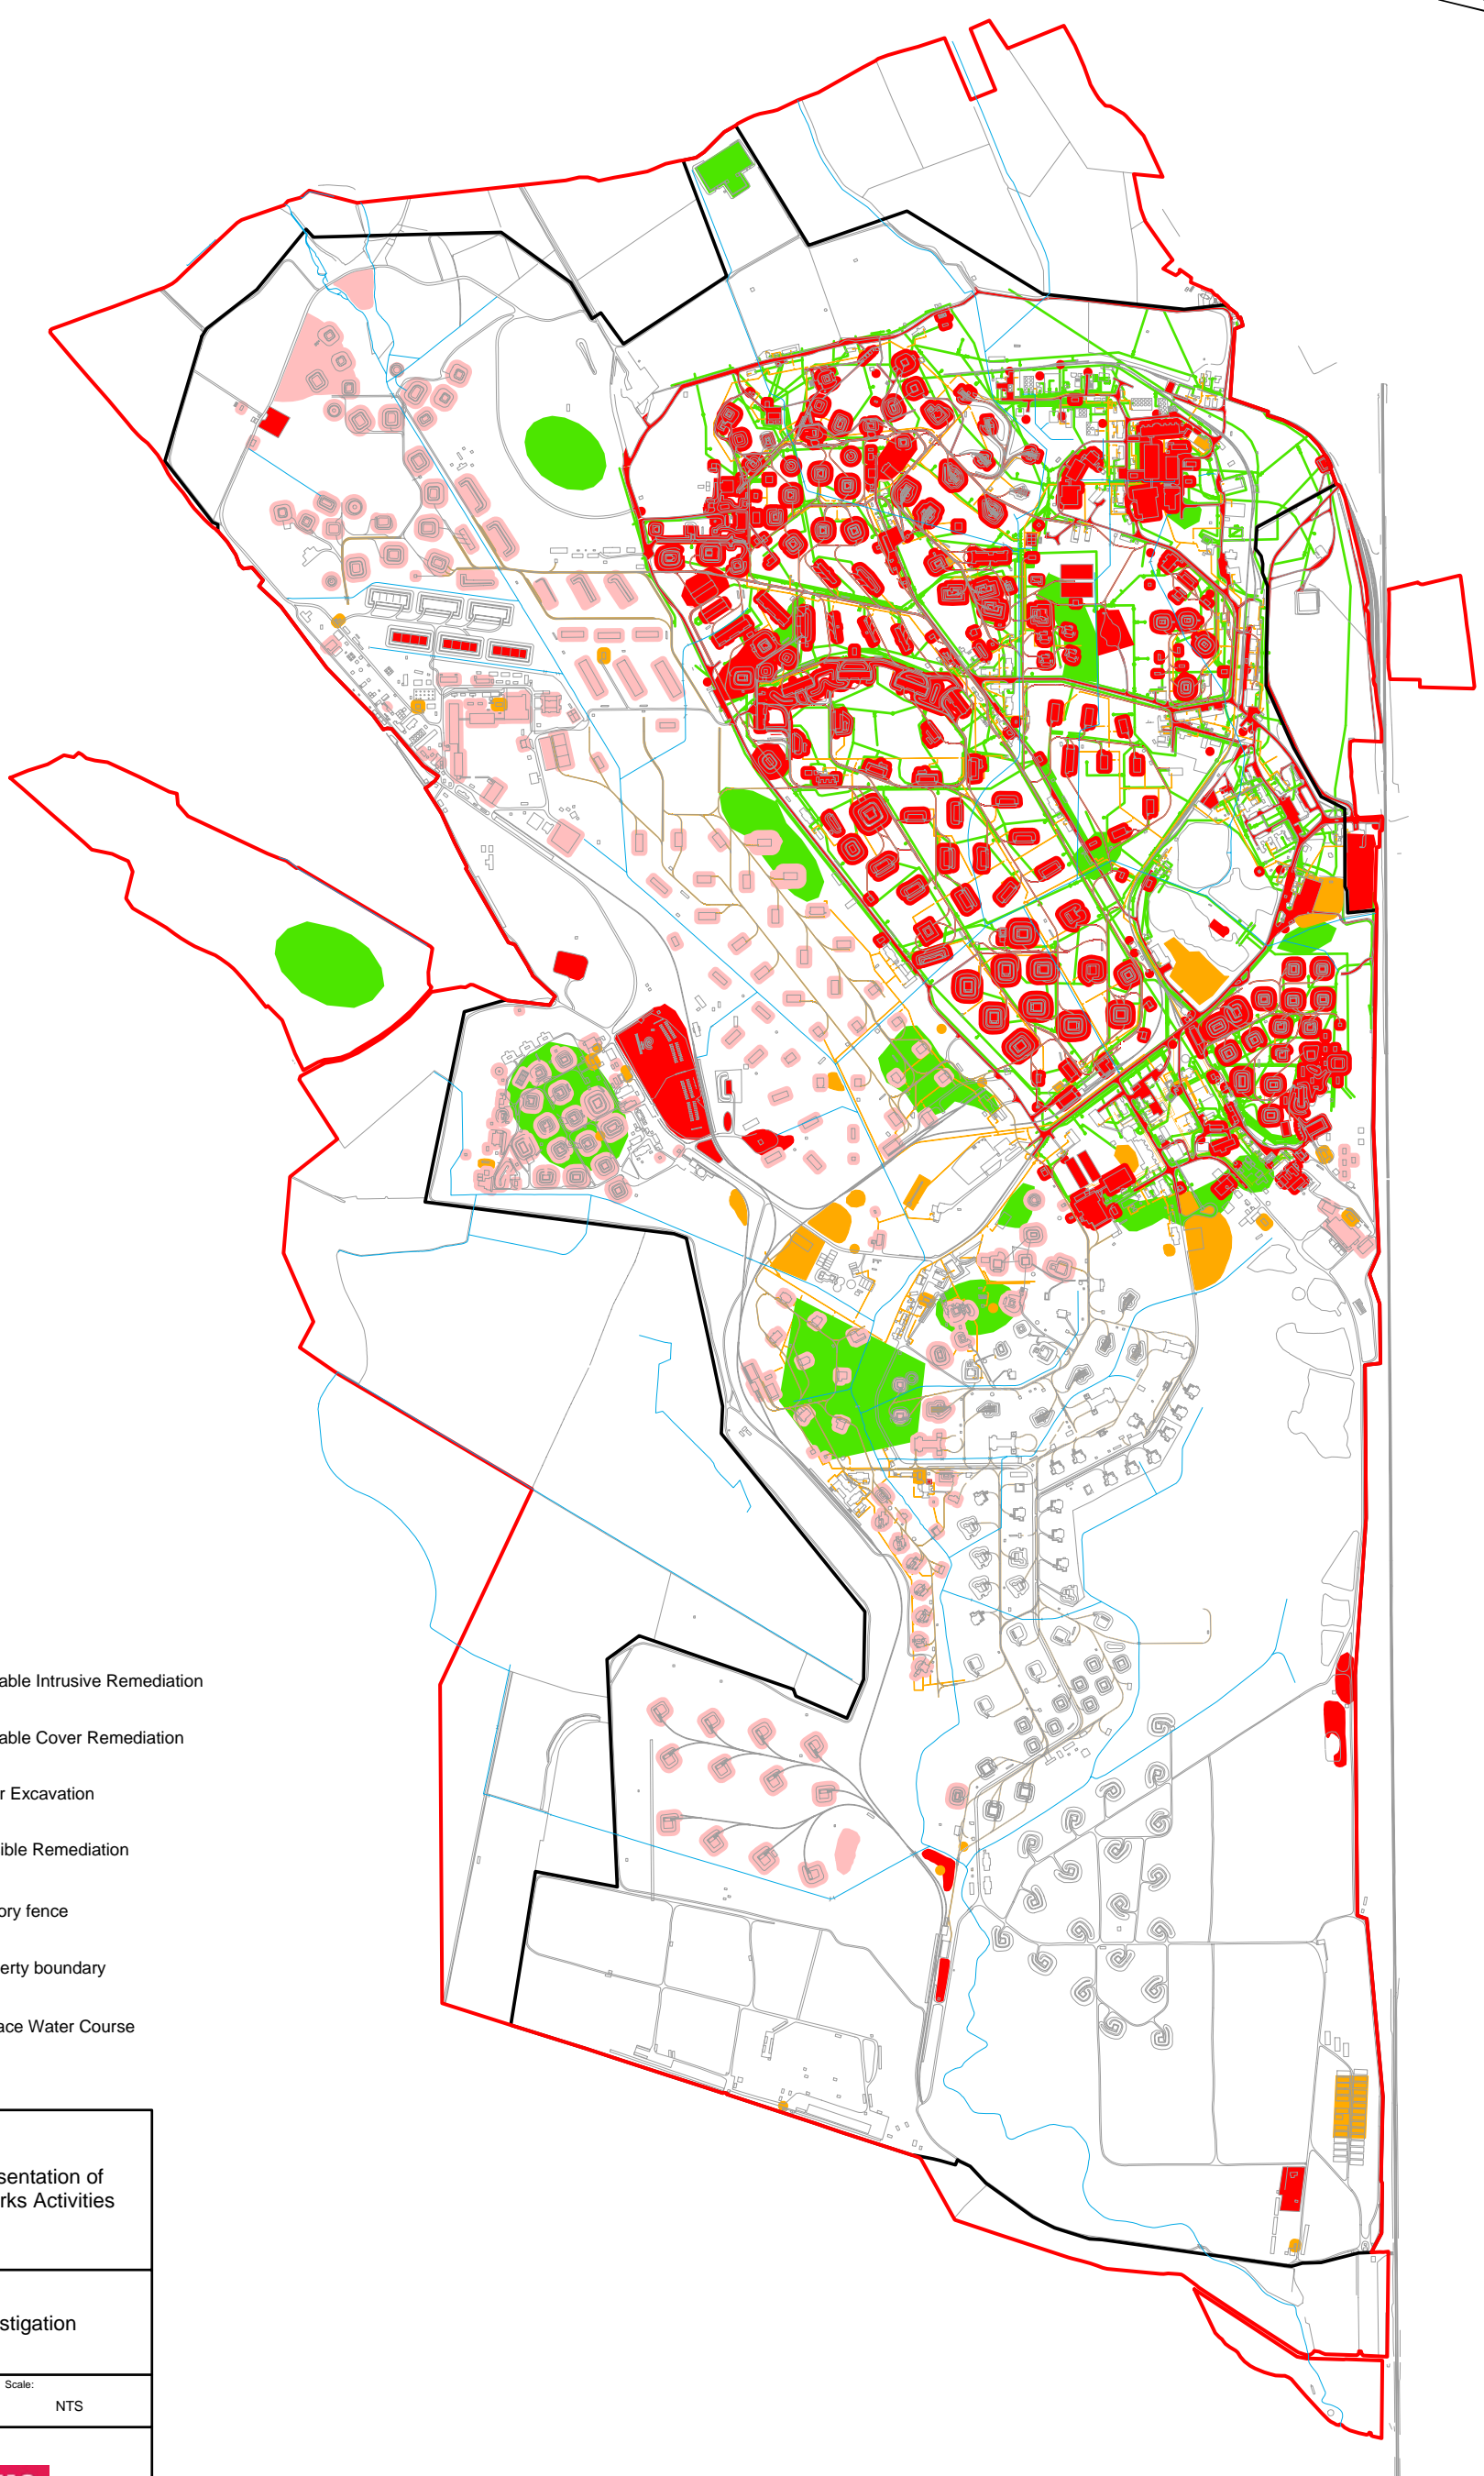 able Intrusive Remediation
able Cover Remediation
r Excavation
ible Remediation
ory fence
erty boundary
ace Water Course
sentation of
rks Activities
stigation
Scale:
NTS